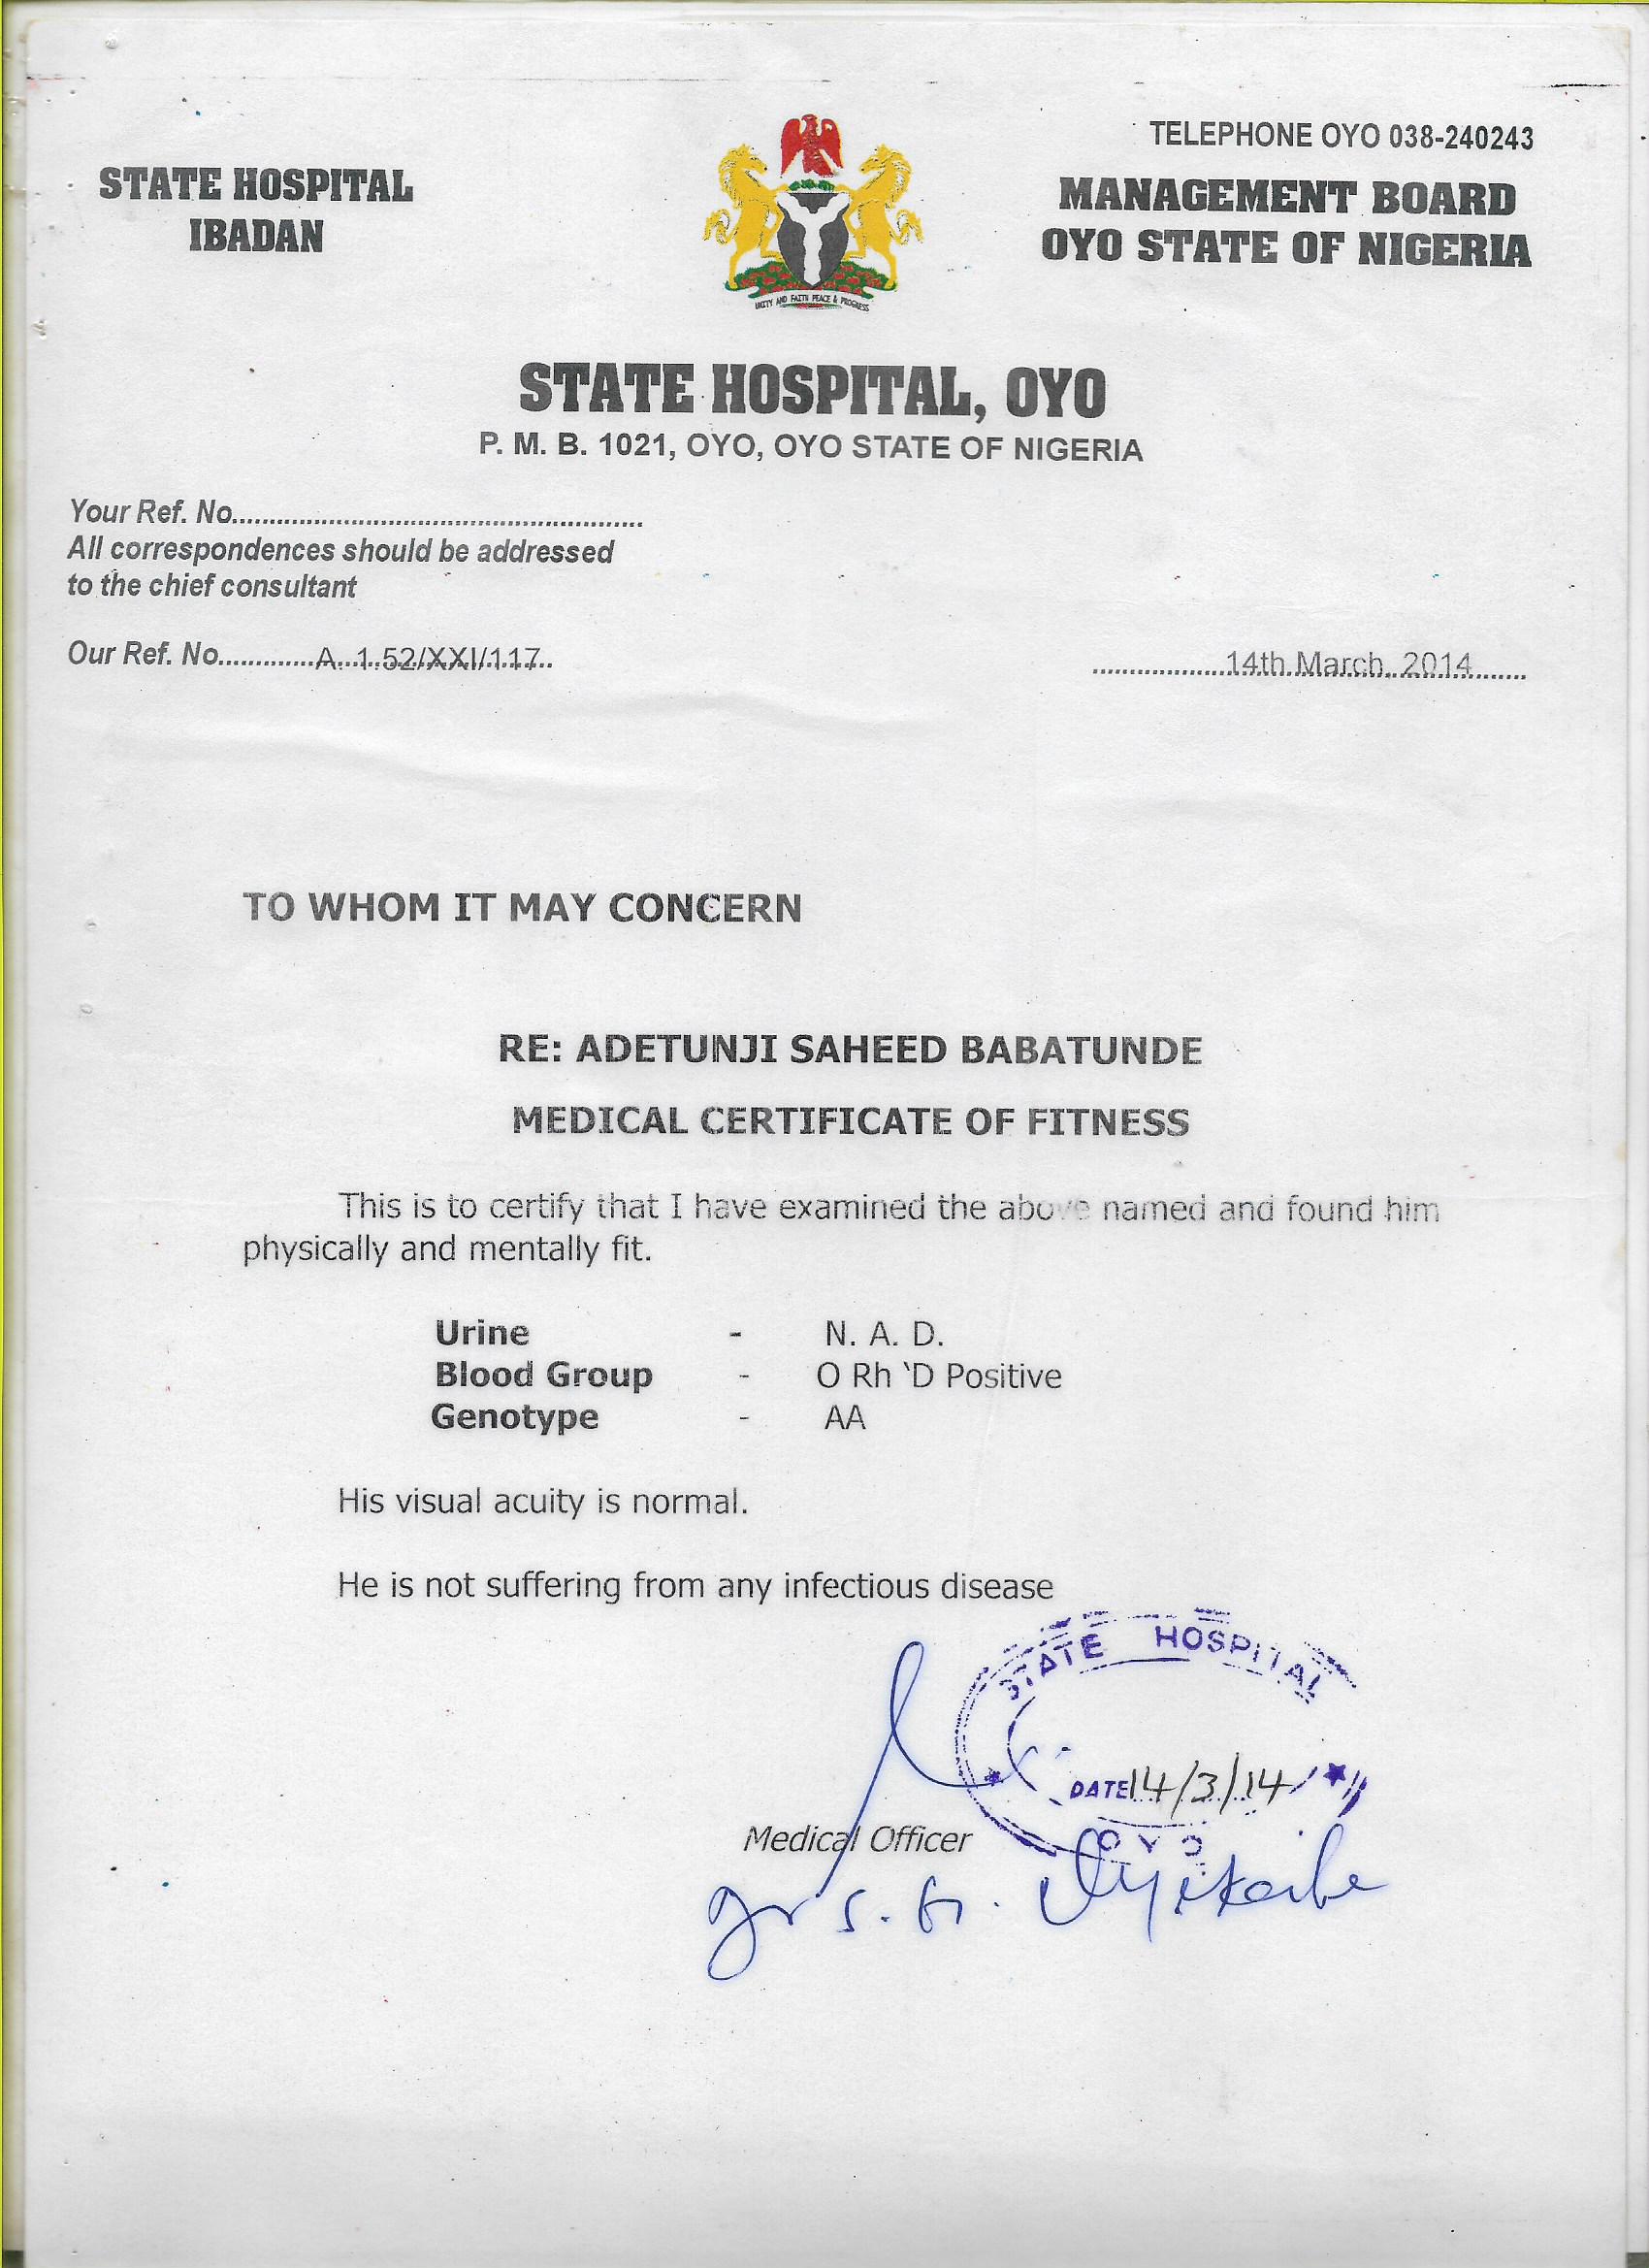 TELEPHONE OYO 038-240243
STATE HOSPITAL
IBADAN
MANAGEMENT BOARD
OYO STATE OF NIGERIA
UNITY AND FAITH PEACE & PROGRESS
STATE HOSPITAL, OYO
P. M. B. 1021, OYO, OYO STATE OF NIGERIA
Your Ref. No.
All correspondences should be addressed
to the chief consultant
Our Ref. No. A. 1.52/XXI/117
14th March, 2014
TO WHOM IT MAY CONCERN
RE: ADETUNJI SAHEED BABATUNDE
MEDICAL CERTIFICATE OF FITNESS
This is to certify that I have examined the above named and found him
physically and mentally fit.
Urine - N. A. D.
Blood Group - O Rh ‘D Positive
Genotype - AA
His visual acuity is normal.
He is not suffering from any infectious disease
STATE HOSPITAL
DATE 14/3/14
OYO
Medical Officer